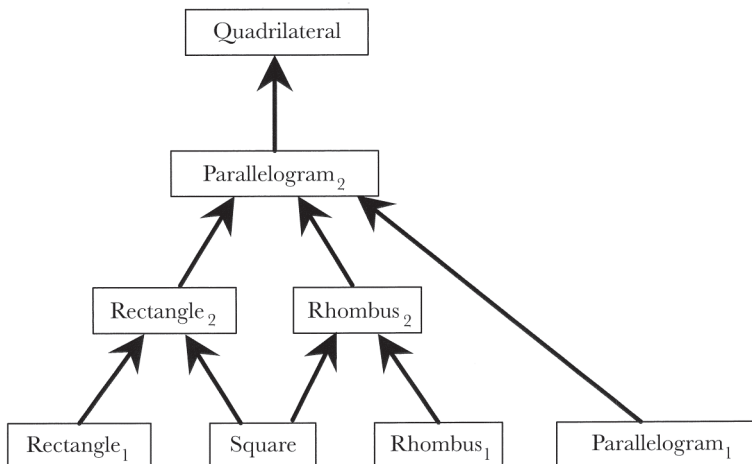 Quadrilateral
Parallelogram₂
Rectangle₂
Rhombus₂
Rectangle₁
Square
Rhombus₁
Parallelogram₁